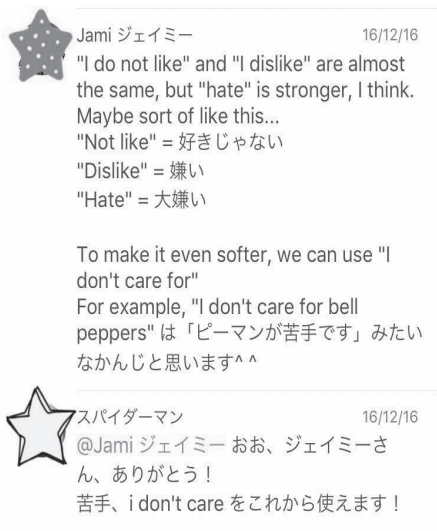 Jami ジェイミー 16/12/16
"I do not like" and "I dislike" are almost
the same, but "hate" is stronger, I think.
Maybe sort of like this...
"Not like" = 好きじゃない
"Dislike" = 嫌い
"Hate" = 大嫌い
To make it even softer, we can use "I
don't care for"
For example, "I don't care for bell
peppers" は「ピーマンが苦手です」みたい
なかんじと思います^ ^
スパイダーマン 16/12/16
@Jami ジェイミー おお、ジェイミーさ
ん、ありがとう！
苦手、i don't care をこれから使えます！